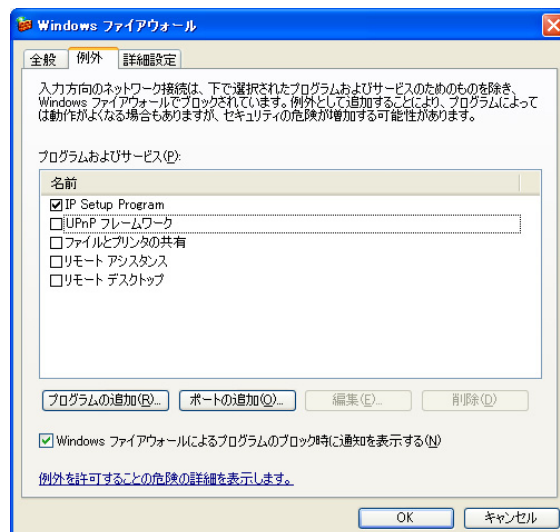 Windows ファイアウォール
全般 例外 詳細設定
入力方向のネットワーク接続は、下で選択されたプログラムおよびサービスのためのものを除き、
Windows ファイアウォールでブロックされています。例外として追加することにより、プログラムによって
は動作がよくなる場合もありますが、セキュリティの危険が増加する可能性があります。
プログラムおよびサービス(P):
名前
IP Setup Program
UPnP フレームワーク
ファイルとプリンタの共有
リモート アシスタンス
リモート デスクトップ
プログラムの追加(R)... ポートの追加(O)... 編集(E)... 削除(D)
Windows ファイアウォールによるプログラムのブロック時に通知を表示する(N)
例外を許可することの危険の詳細を表示します。
OK キャンセル